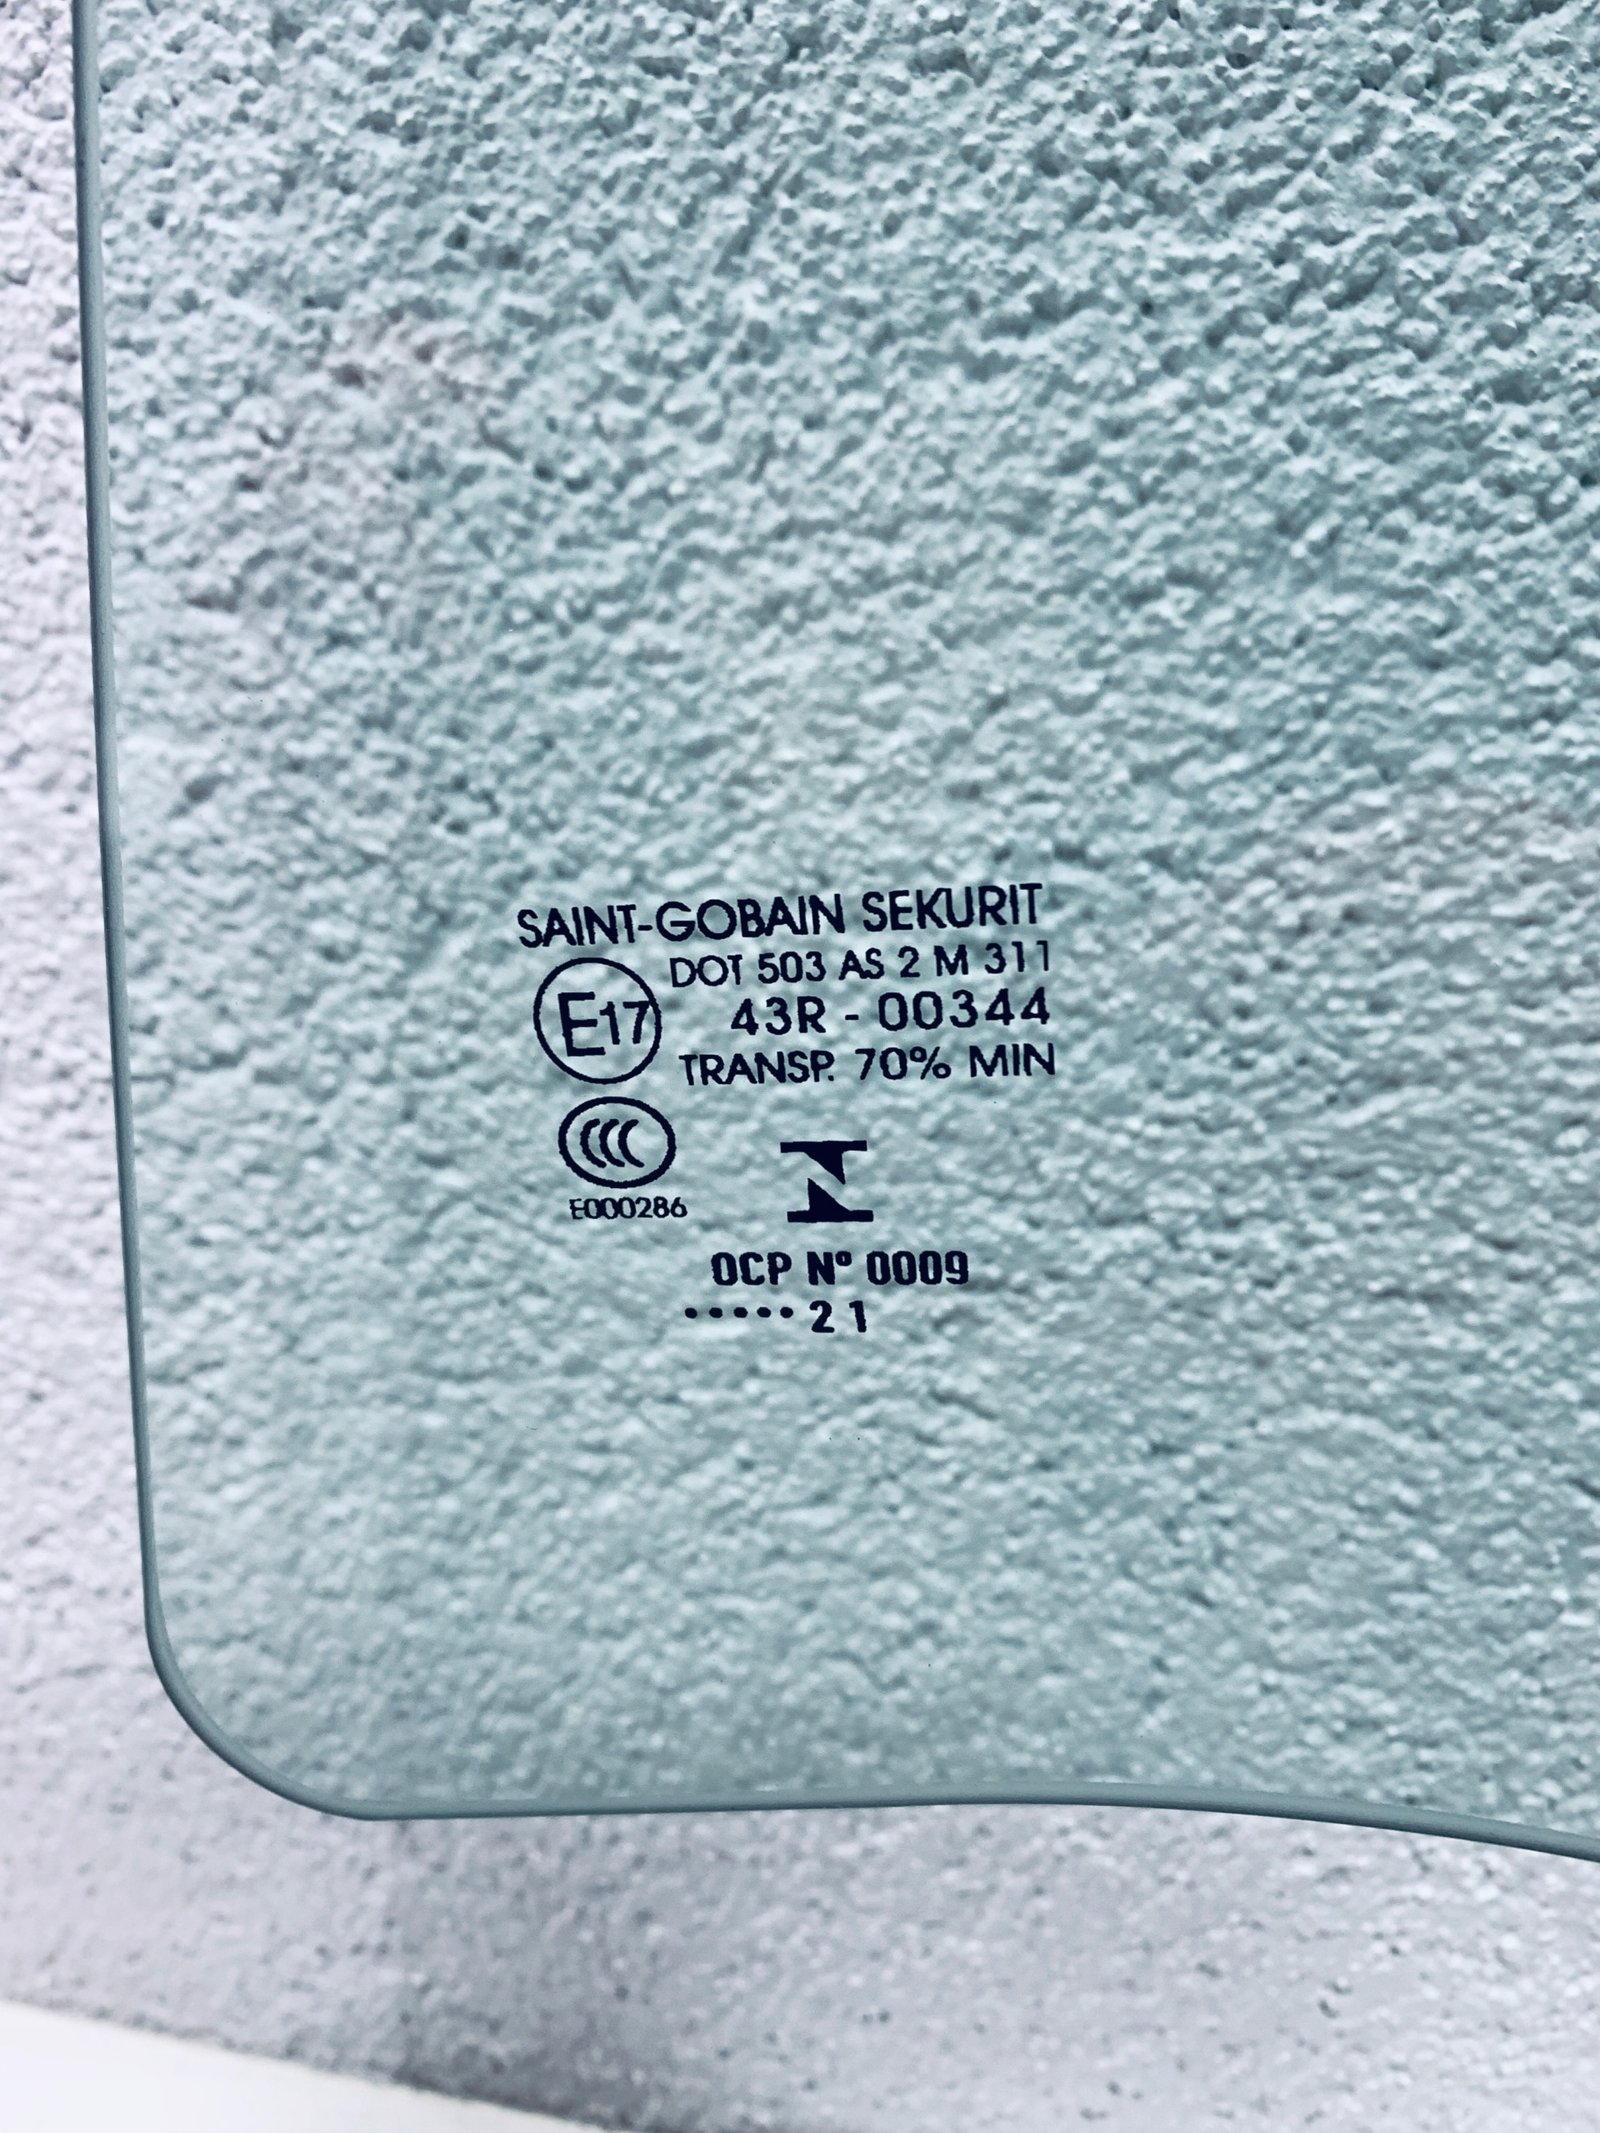 SAINT-GOBAIN SEKURIT
DOT 503 AS 2 M 311
E17
43R - 00344
TRANSP. 70% MIN
CCC
E000286
OCP Nº 0009
..... 2 1